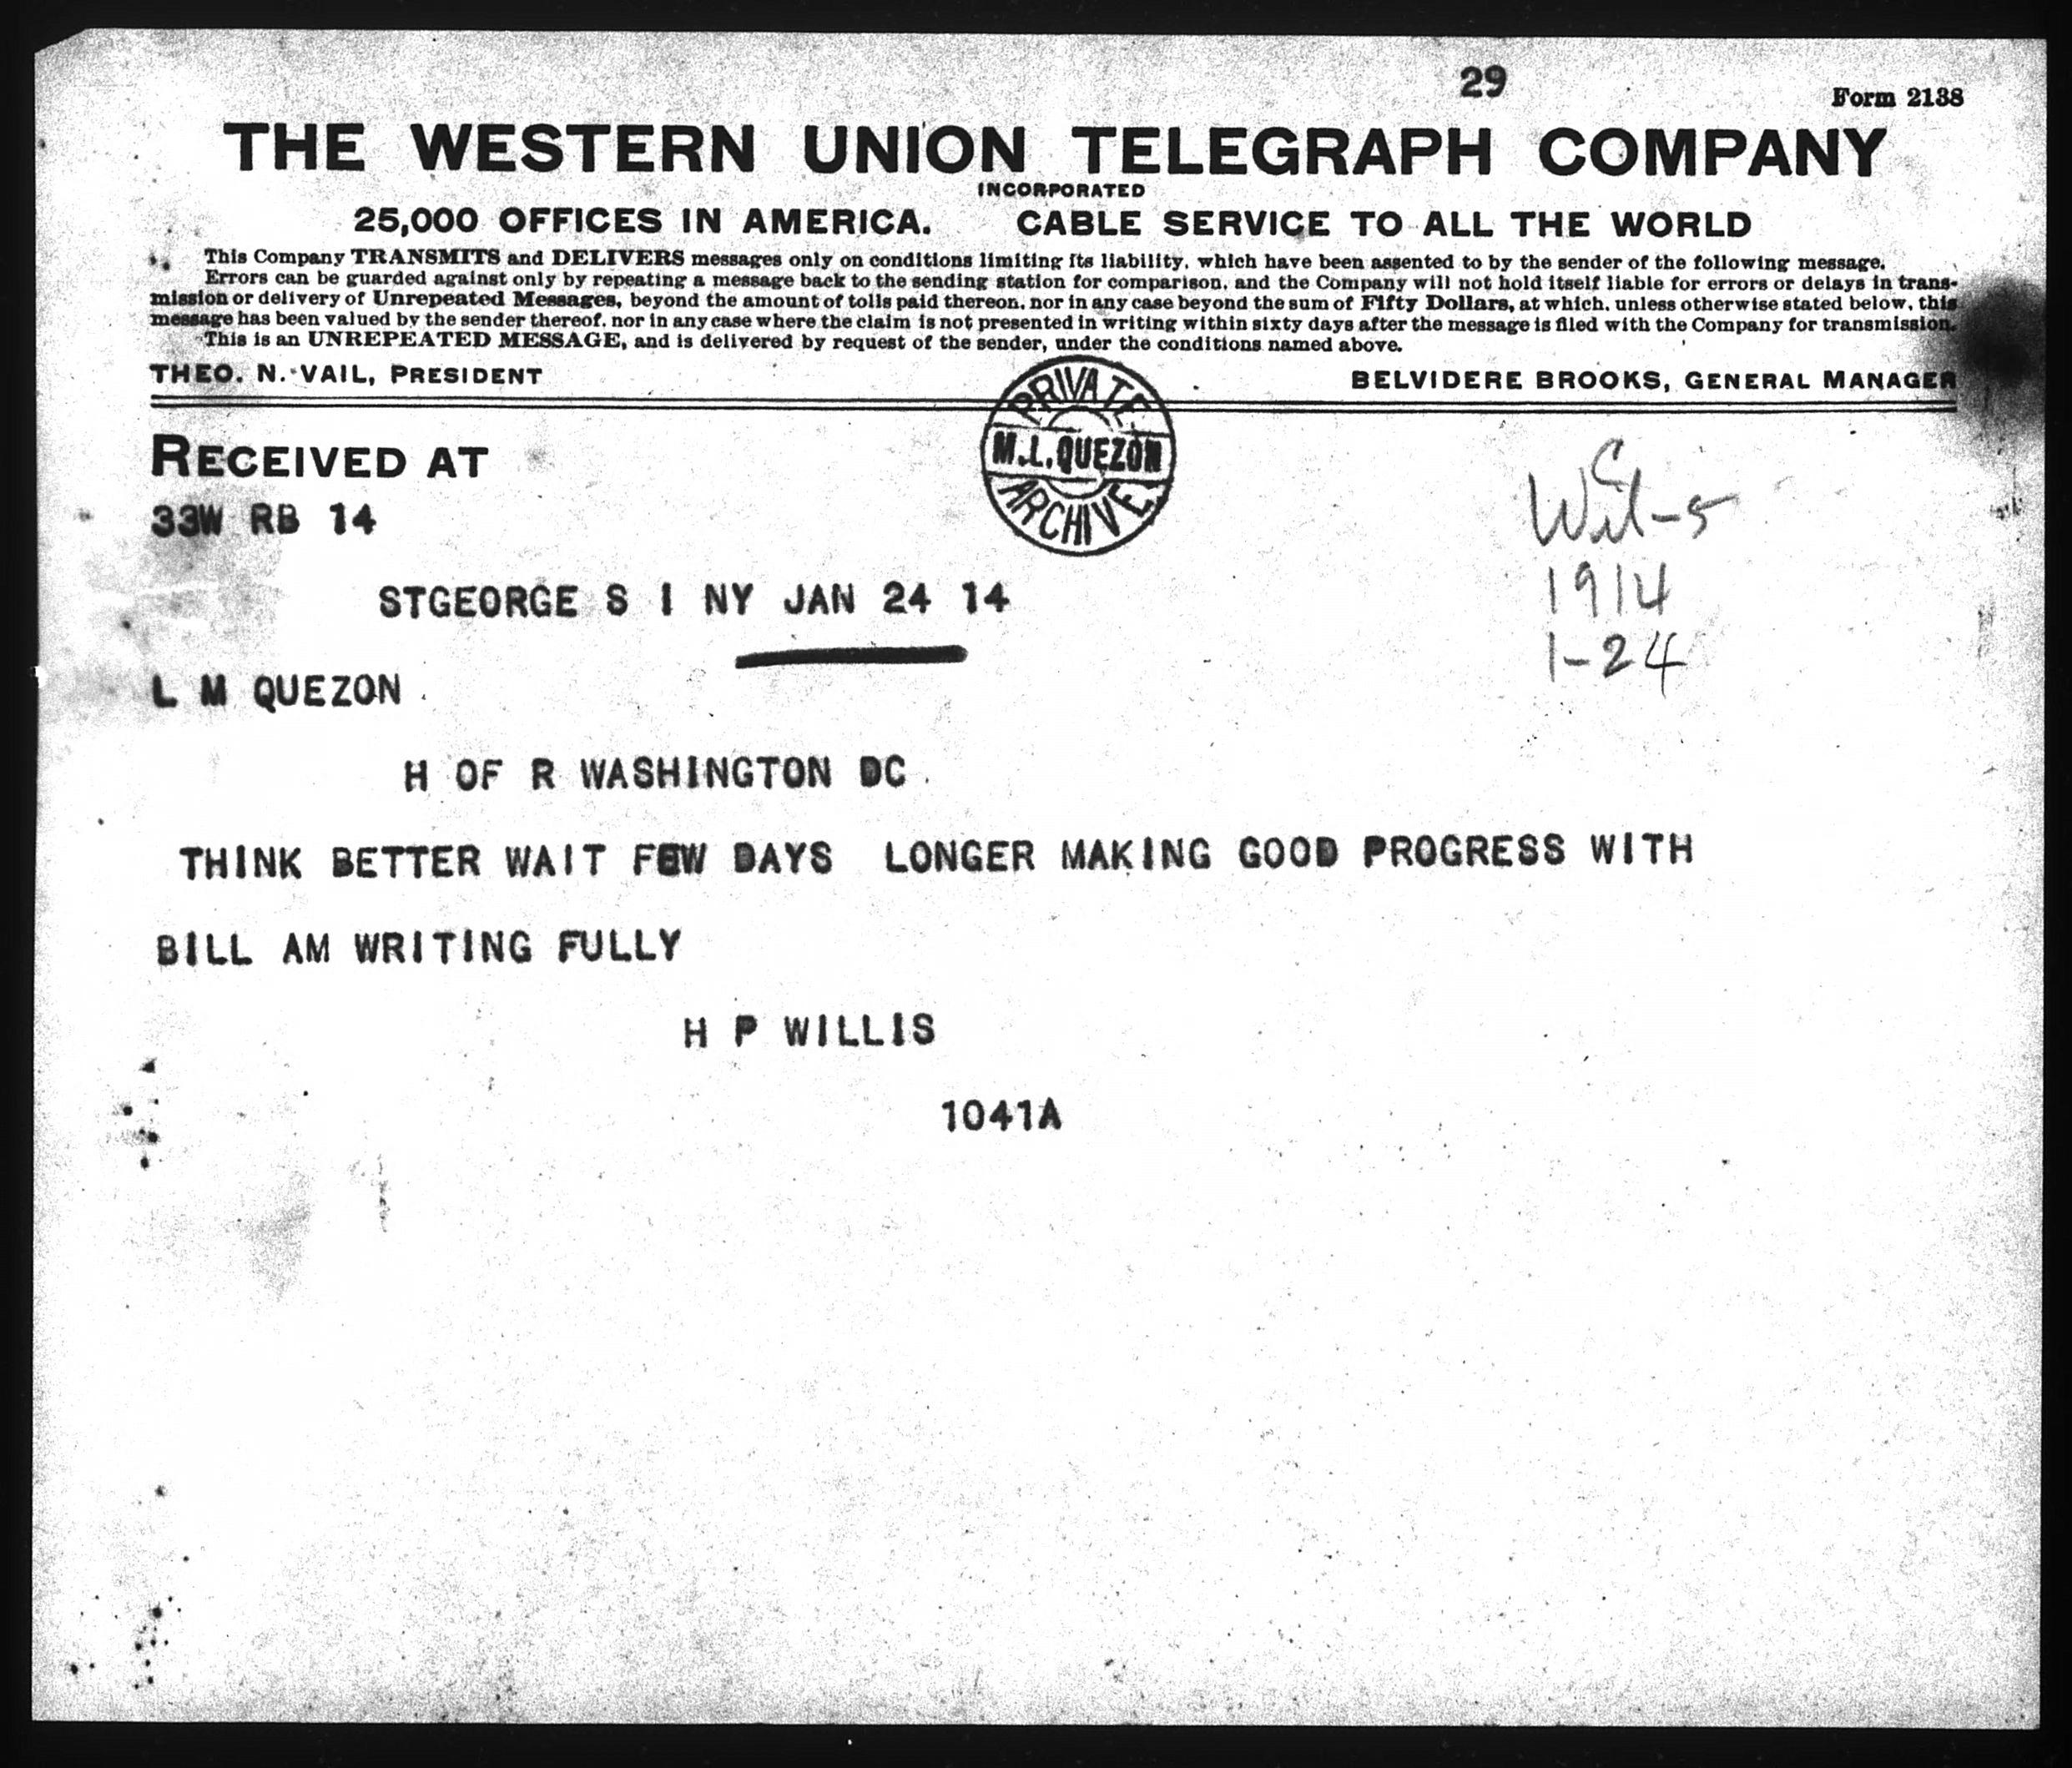 29
Form 2138
THE WESTERN UNION TELEGRAPH COMPANY
INCORPORATED
25,000 OFFICES IN AMERICA. CABLE SERVICE TO ALL THE WORLD
This Company TRANSMITS and DELIVERS messages only on conditions limiting its liability, which have been assented to by the sender of the following message.
Errors can be guarded against only by repeating a message back to the sending station for comparison, and the Company will not hold itself liable for errors or delays in trans-
mission or delivery of Unrepeated Messages, beyond the amount of tolls paid thereon, nor in any case beyond the sum of Fifty Dollars, at which, unless otherwise stated below, this
message has been valued by the sender thereof, nor in any case where the claim is not presented in writing within sixty days after the message is filed with the Company for transmission.
This is an UNREPEATED MESSAGE, and is delivered by request of the sender, under the conditions named above.
THEO. N. VAIL, PRESIDENT BELVIDERE BROOKS, GENERAL MANAGER
PRIVATE
M.L. QUEZON
ARCHIVE
RECEIVED AT
33W RB 14
1914
1-24
STGEORGE S I NY JAN 24 14
L M QUEZON
H OF R WASHINGTON DC
THINK BETTER WAIT FEW DAYS LONGER MAKING GOOD PROGRESS WITH
BILL AM WRITING FULLY
H P WILLIS
1041A